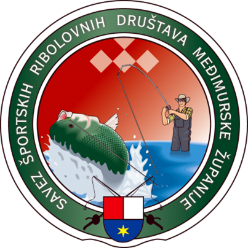 SAVEZ ŠPORTSKIH RIBOLOVNIH DRUŠTAVA MEĐIMURSKE ŽUPANIJE